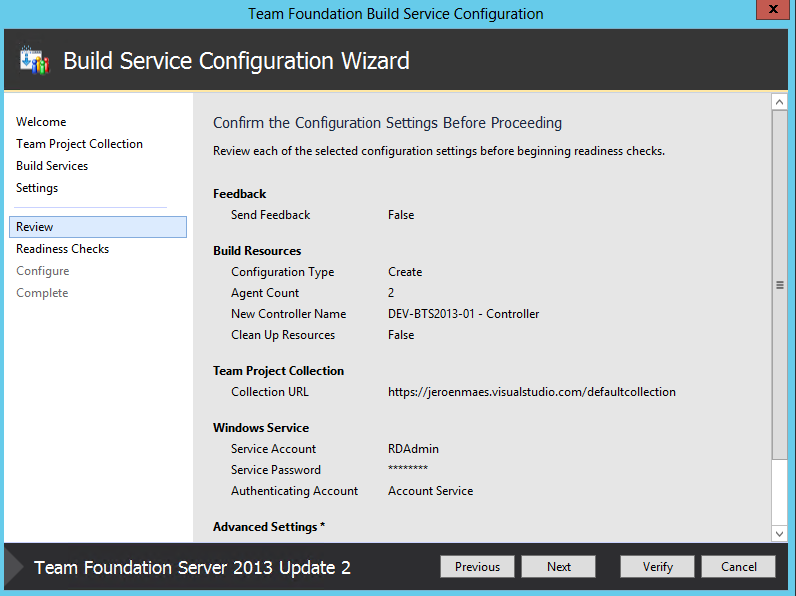 Team Foundation Build Service Configuration
x
Build Service Configuration Wizard
Welcome
Team Project Collection
Build Services
Settings
Review
Readiness Checks
Configure
Complete
Confirm the Configuration Settings Before Proceeding
Review each of the selected configuration settings before beginning readiness checks.
Feedback
Send Feedback False
Build Resources
Configuration Type Create
Agent Count 2
New Controller Name DEV-BTS2013-01 - Controller
Clean Up Resources False
Team Project Collection
Collection URL https://jeroenmaes.visualstudio.com/defaultcollection
Windows Service
Service Account RDAdmin
Service Password ********
Authenticating Account Account Service
Advanced Settings *
Team Foundation Server 2013 Update 2
Previous Next Verify Cancel